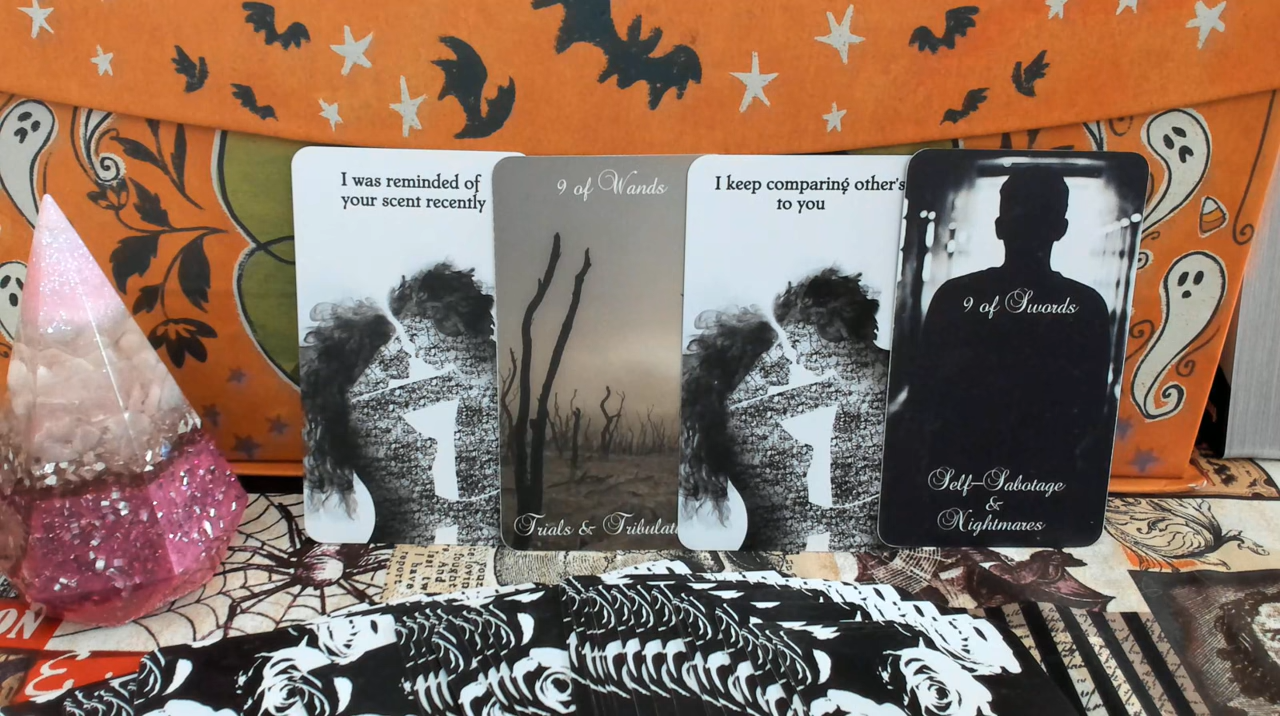 I was reminded of
your scent recently
9 of Wands
Trials &
I keep comparing other's
to you
9 of Swords
Self-Sabotage
&
Nightmares